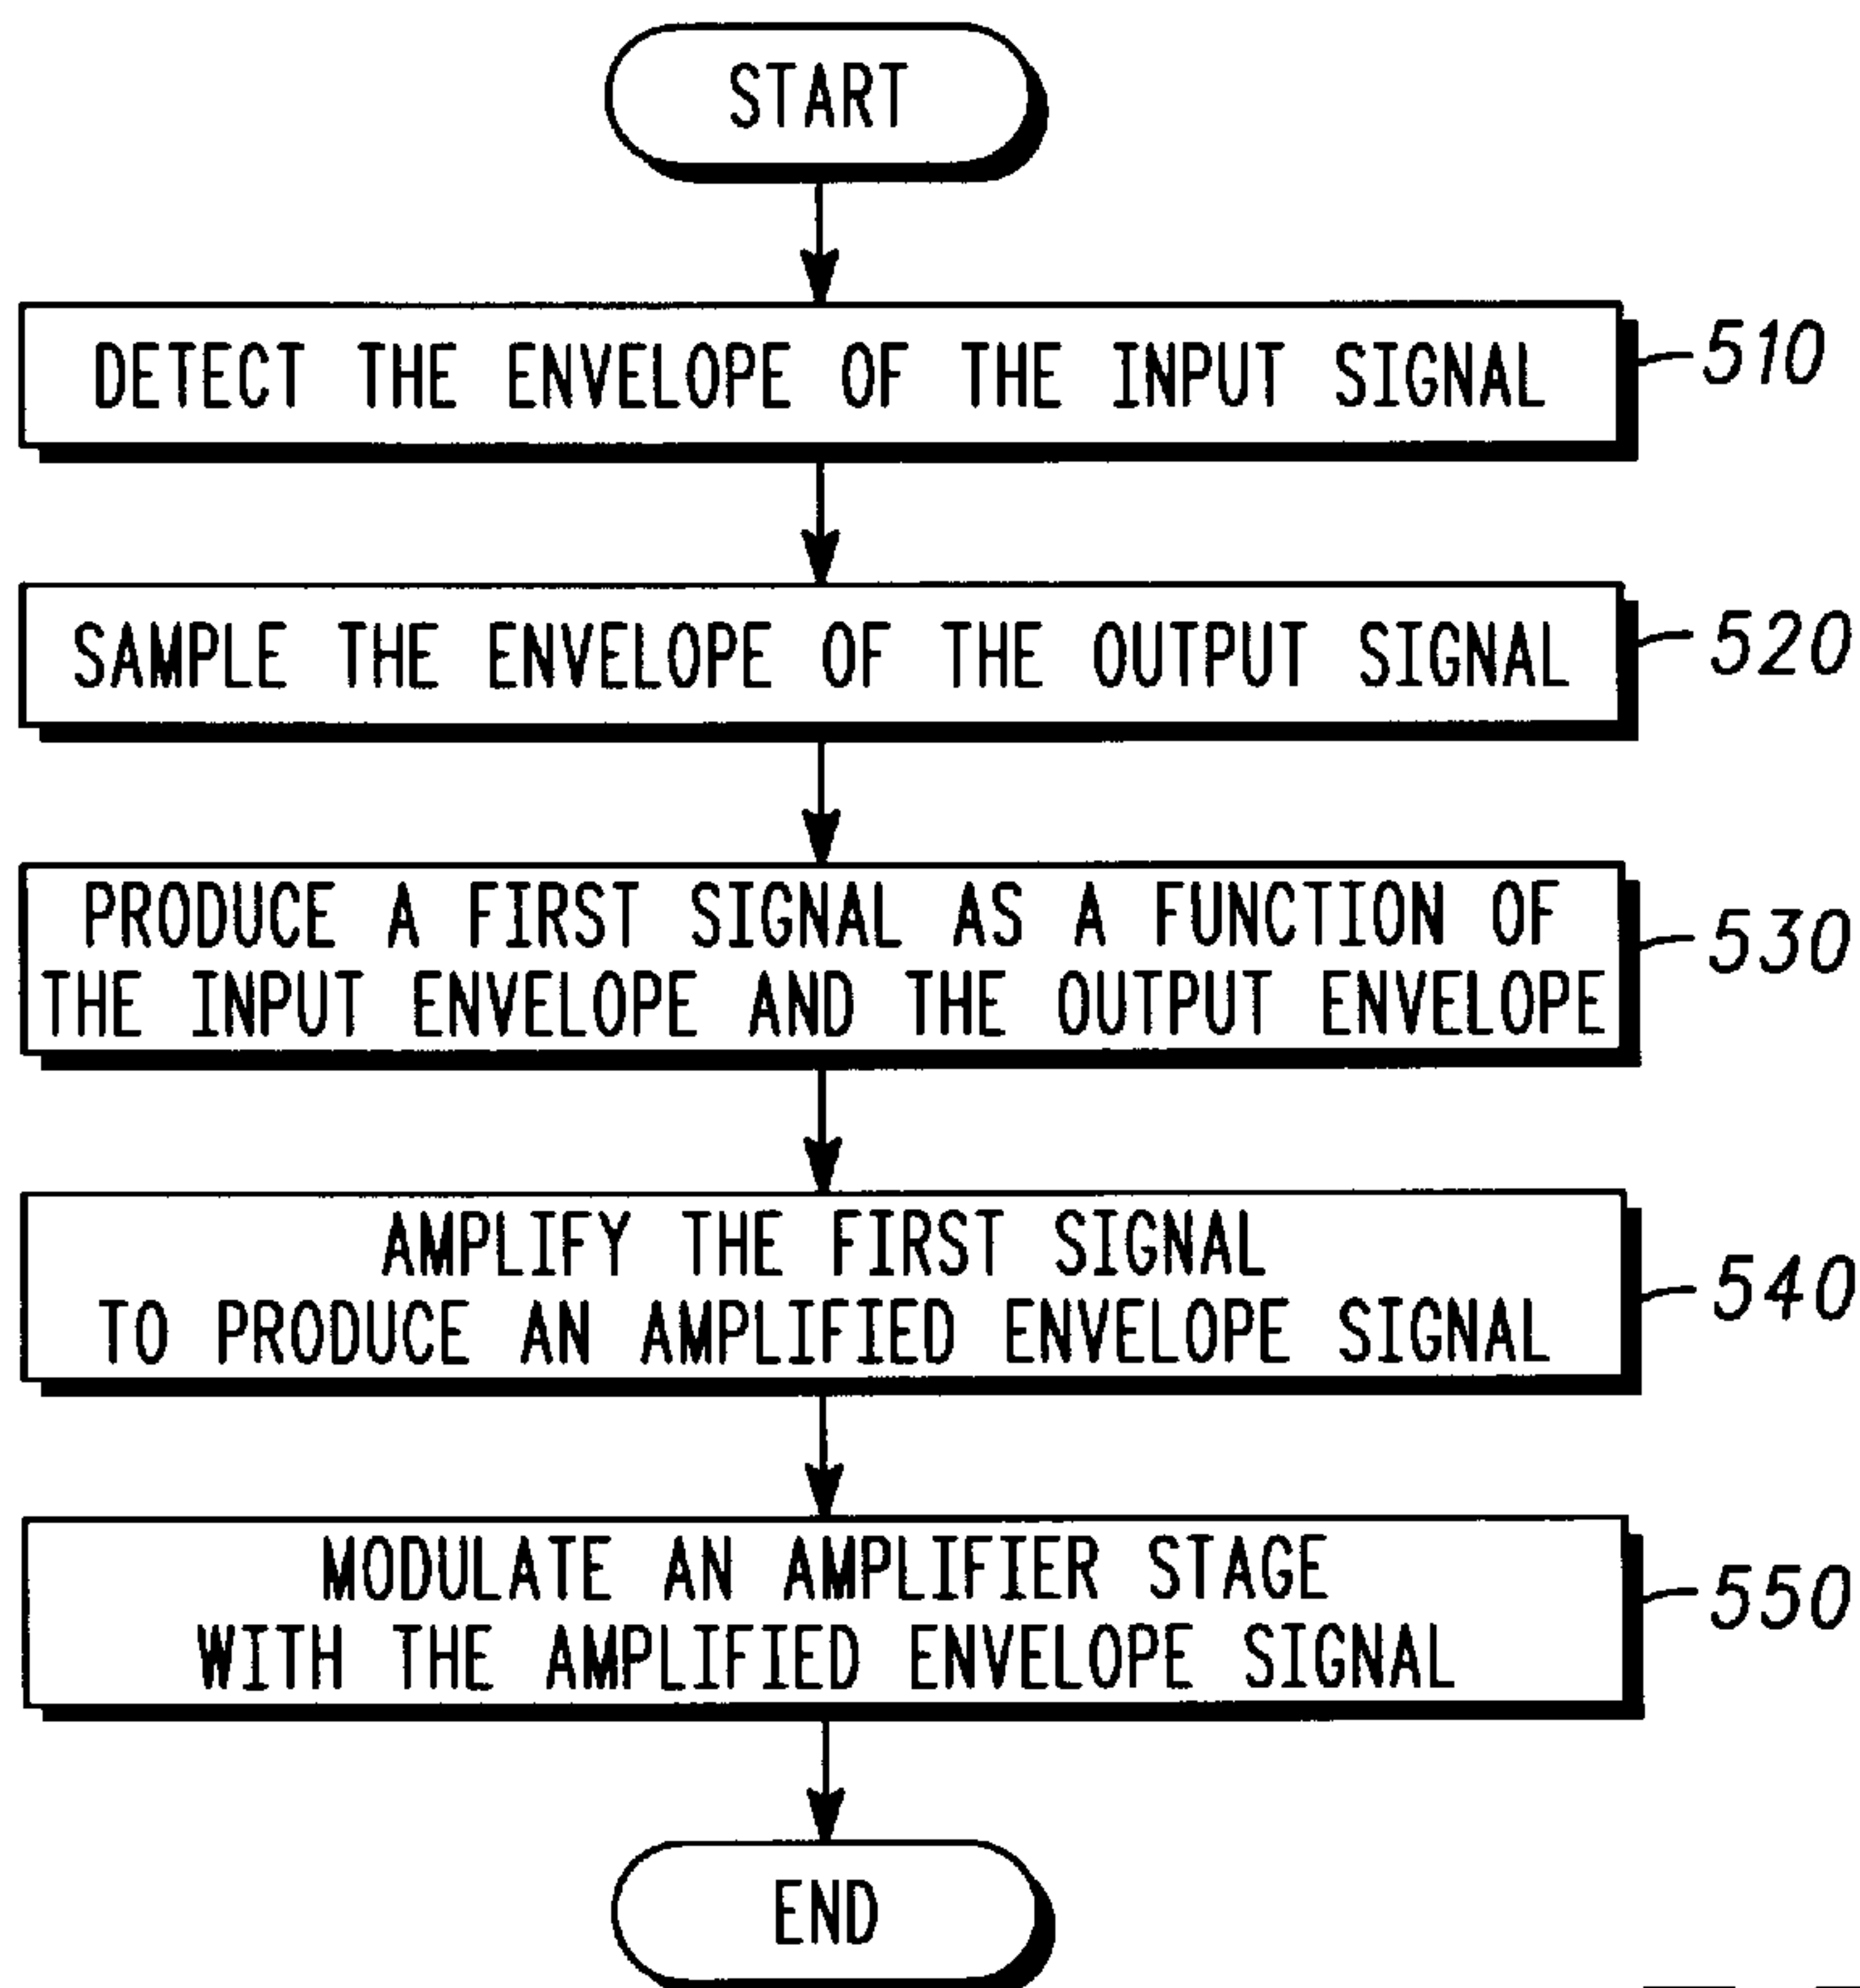 START
DETECT THE ENVELOPE OF THE INPUT SIGNAL
510
SAMPLE THE ENVELOPE OF THE OUTPUT SIGNAL
520
PRODUCE A FIRST SIGNAL AS A FUNCTION OF
THE INPUT ENVELOPE AND THE OUTPUT ENVELOPE
530
AMPLIFY THE FIRST SIGNAL
TO PRODUCE AN AMPLIFIED ENVELOPE SIGNAL
540
MODULATE AN AMPLIFIER STAGE
WITH THE AMPLIFIED ENVELOPE SIGNAL
550
END